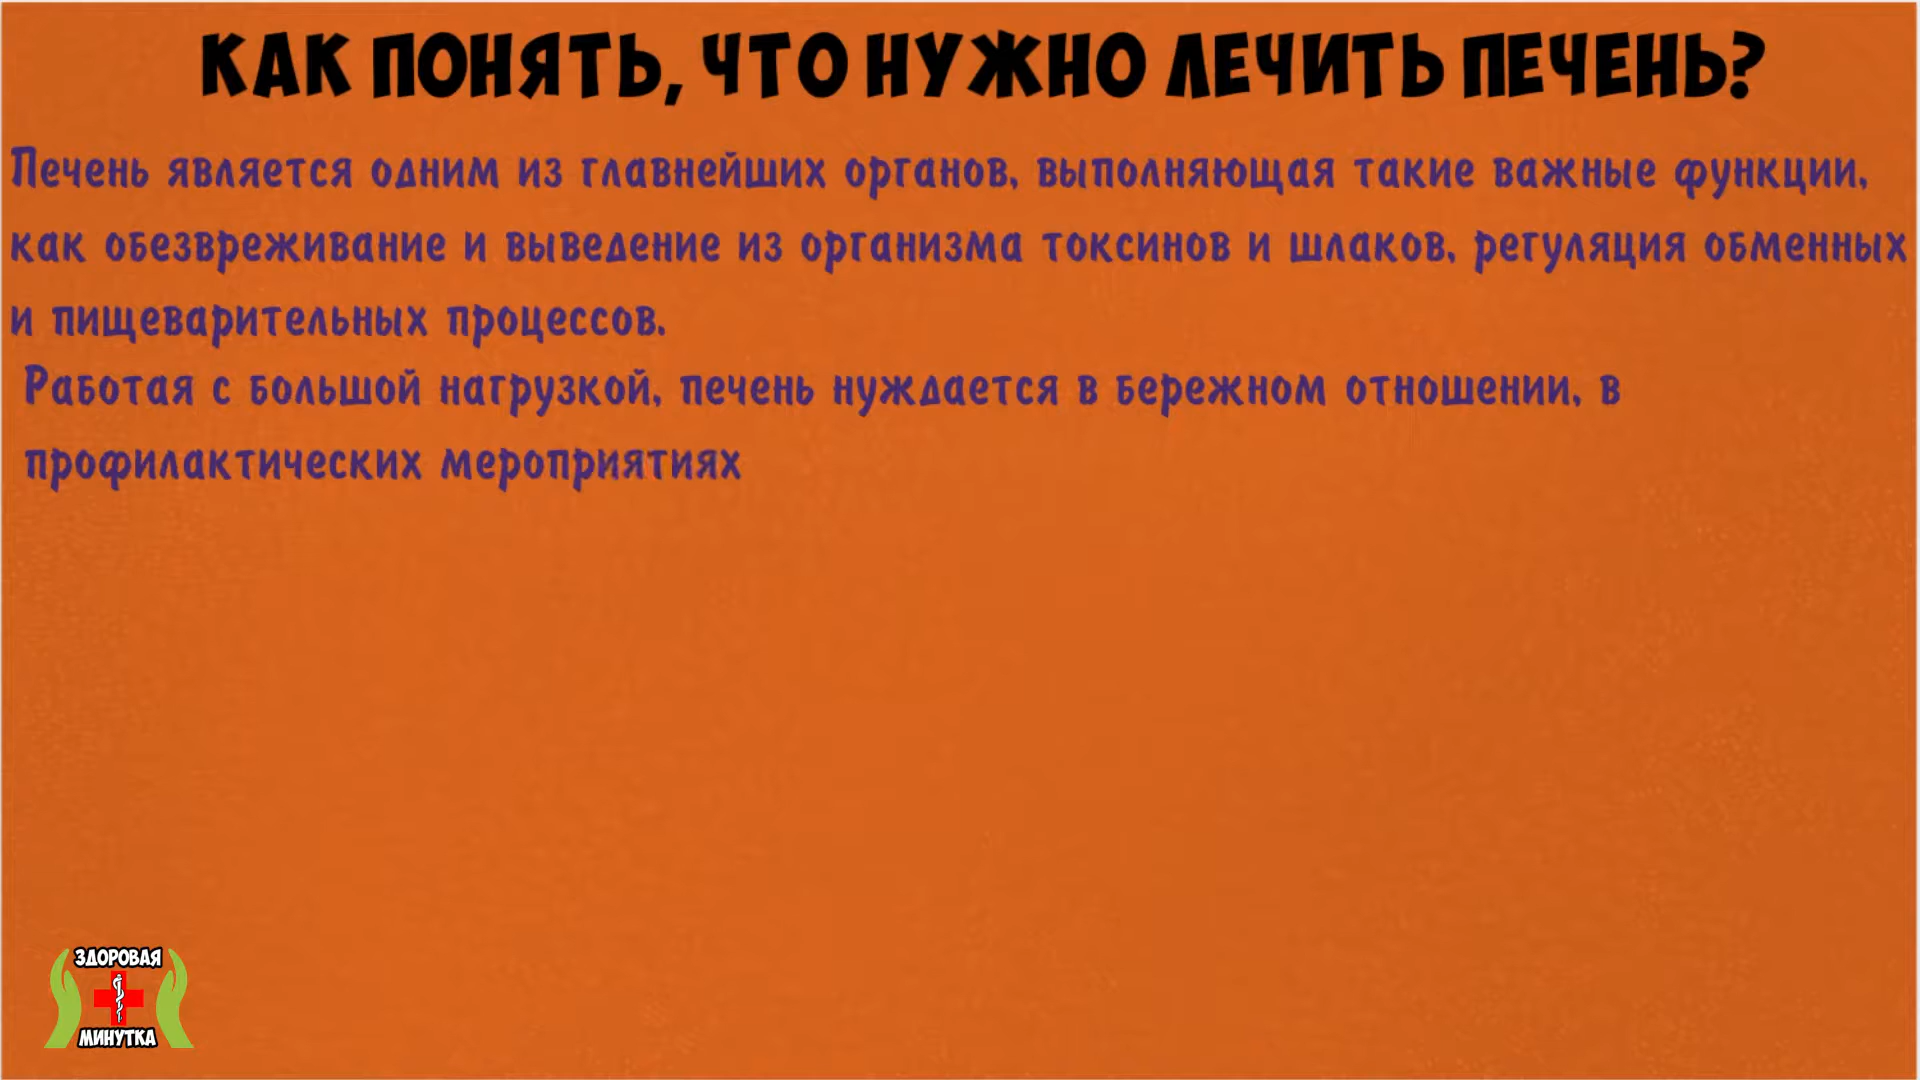 КАК ПОНЯТЬ, ЧТО НУЖНО ЛЕЧИТЬ ПЕЧЕНЬ?
Печень является одним из главнейших органов, выполняющая такие важные функции,
как обезвреживание и выведение из организма токсинов и шлаков, регуляция обменных
и пищеварительных процессов.
Работая с большой нагрузкой, печень нуждается в бережном отношении, в
профилактических мероприятиях
ЗДОРОВАЯ
МИНУТКА